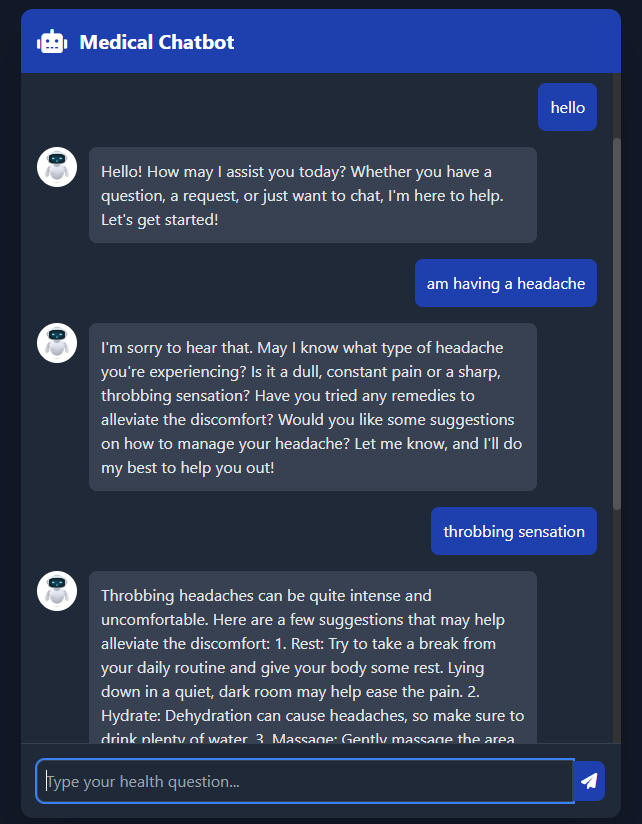 Medical Chatbot
hello
Hello! How may I assist you today? Whether you have a
question, a request, or just want to chat, I'm here to help.
Let's get started!
am having a headache
I'm sorry to hear that. May I know what type of headache
you're experiencing? Is it a dull, constant pain or a sharp,
throbbing sensation? Have you tried any remedies to
alleviate the discomfort? Would you like some suggestions
on how to manage your headache? Let me know, and I'll do
my best to help you out!
throbbing sensation
Throbbing headaches can be quite intense and
uncomfortable. Here are a few suggestions that may help
alleviate the discomfort: 1. Rest: Try to take a break from
your daily routine and give your body some rest. Lying
down in a quiet, dark room may help ease the pain. 2.
Hydrate: Dehydration can cause headaches, so make sure to
drink plenty of water. 3. Massage: Gently massage the area
Type your health question...